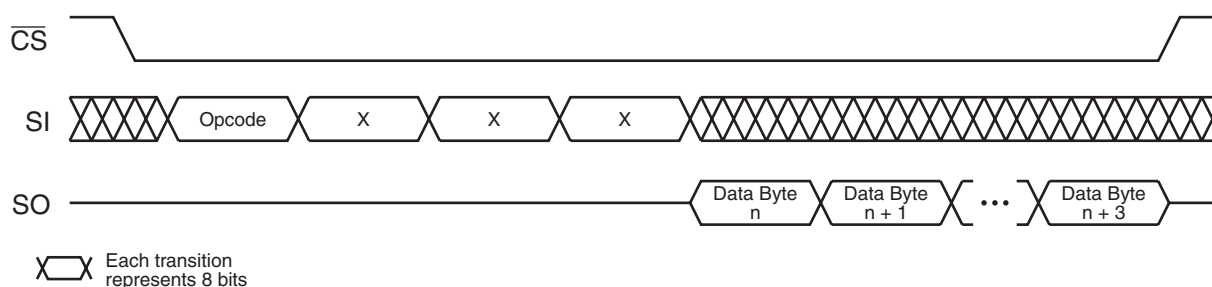 CS
SI
Opcode
X
X
X
SO
Data Byte
n
Data Byte
n + 1
•••
Data Byte
n + 3
Each transition
represents 8 bits